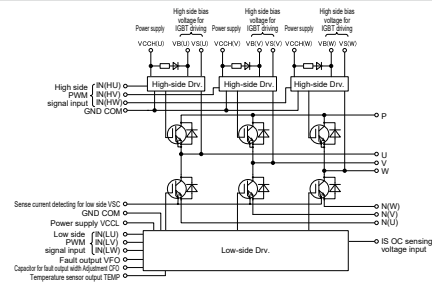 High side bias voltage for IGBT driving
High side bias voltage for IGBT driving
High side bias voltage for IGBT driving
Power supply
Power supply
Power supply
VCCH(U)
VB(U) VS(U)
VCCH(V)
VB(V) VS(V)
VCCH(W)
VB(W)
VS(W)
High-side Drv.
High-side Drv.
High-side Drv.
High side PWM signal input
IN(HU)
IN(HV)
IN(HW)
GND COM
P
U
V
W
Sense current detecting for low side VSC
GND COM
Power supply VCCL
Low side PWM signal input
IN(LU)
IN(LV)
IN(LW)
Fault output VFO
Capacitor for fault output width Adjustment CFO
Temperature sensor output TEMP
Low-side Drv.
N(W)
N(V)
N(U)
IS OC sensing voltage input